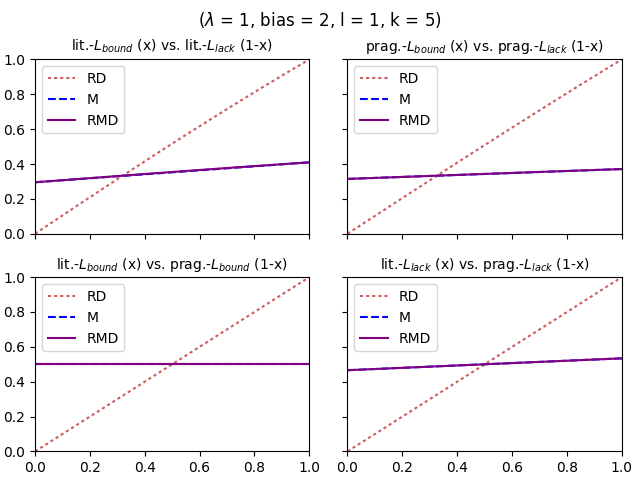 (λ = 1, bias = 2, l = 1, k = 5)
lit.-L_bound (x) vs. lit.-L_lack (1-x)
prag.-L_bound (x) vs. prag.-L_lack (1-x)
1.0
0.8
0.6
0.4
0.2
0.0
RD
M
RMD
RD
M
RMD
lit.-L_bound (x) vs. prag.-L_bound (1-x)
lit.-L_lack (x) vs. prag.-L_lack (1-x)
1.0
0.8
0.6
0.4
0.2
0.0
RD
M
RMD
RD
M
RMD
0.0 0.2 0.4 0.6 0.8 1.0
0.0 0.2 0.4 0.6 0.8 1.0